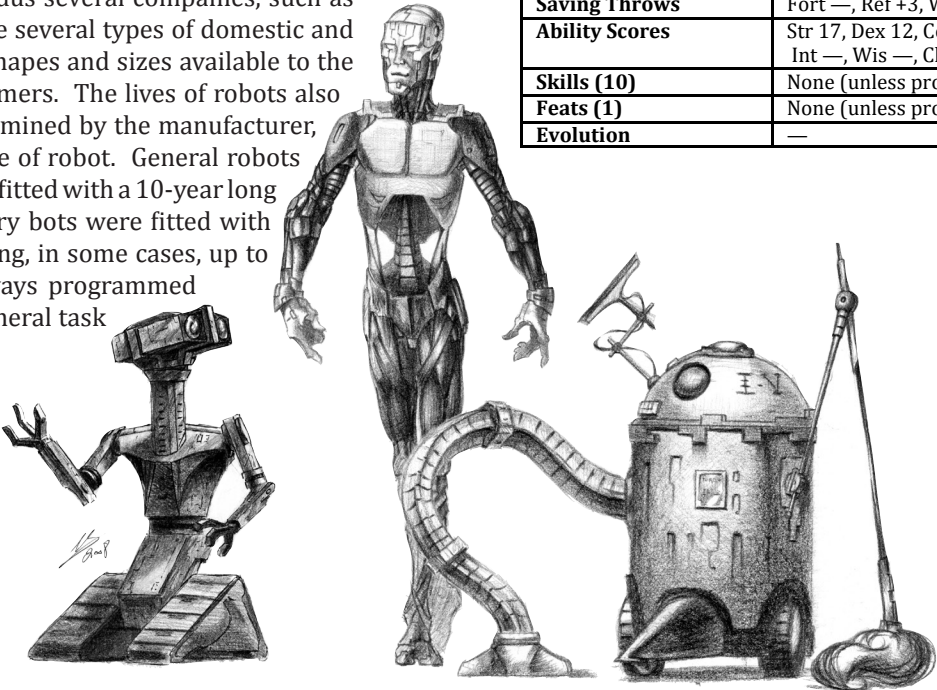 dus several companies, such as
e several types of domestic and
hapes and sizes available to the
mers. The lives of robots also
mined by the manufacturer,
e of robot. General robots
fitted with a 10-year long
ry bots were fitted with
ng, in some cases, up to
ays programmed
neral task
Saving Throws Fort —, Ref +3, W
Ability Scores Str 17, Dex 12, Co
Int —, Wis —, Ch
Skills (10) None (unless pro
Feats (1) None (unless pro
Evolution —